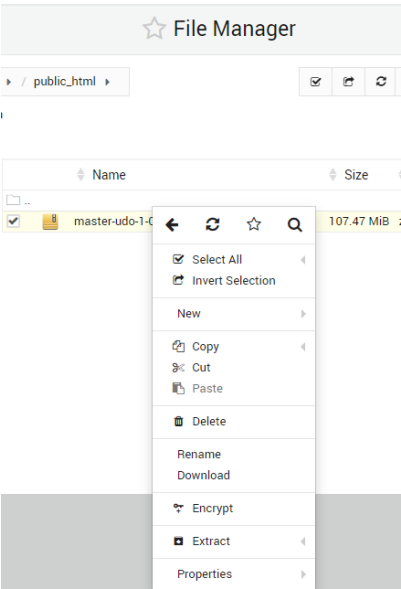 File Manager
/ public_html
Name Size
..
master-udo-1- 107.47 MiB
Select All
Invert Selection
New
Copy
Cut
Paste
Delete
Rename
Download
Encrypt
Extract
Properties